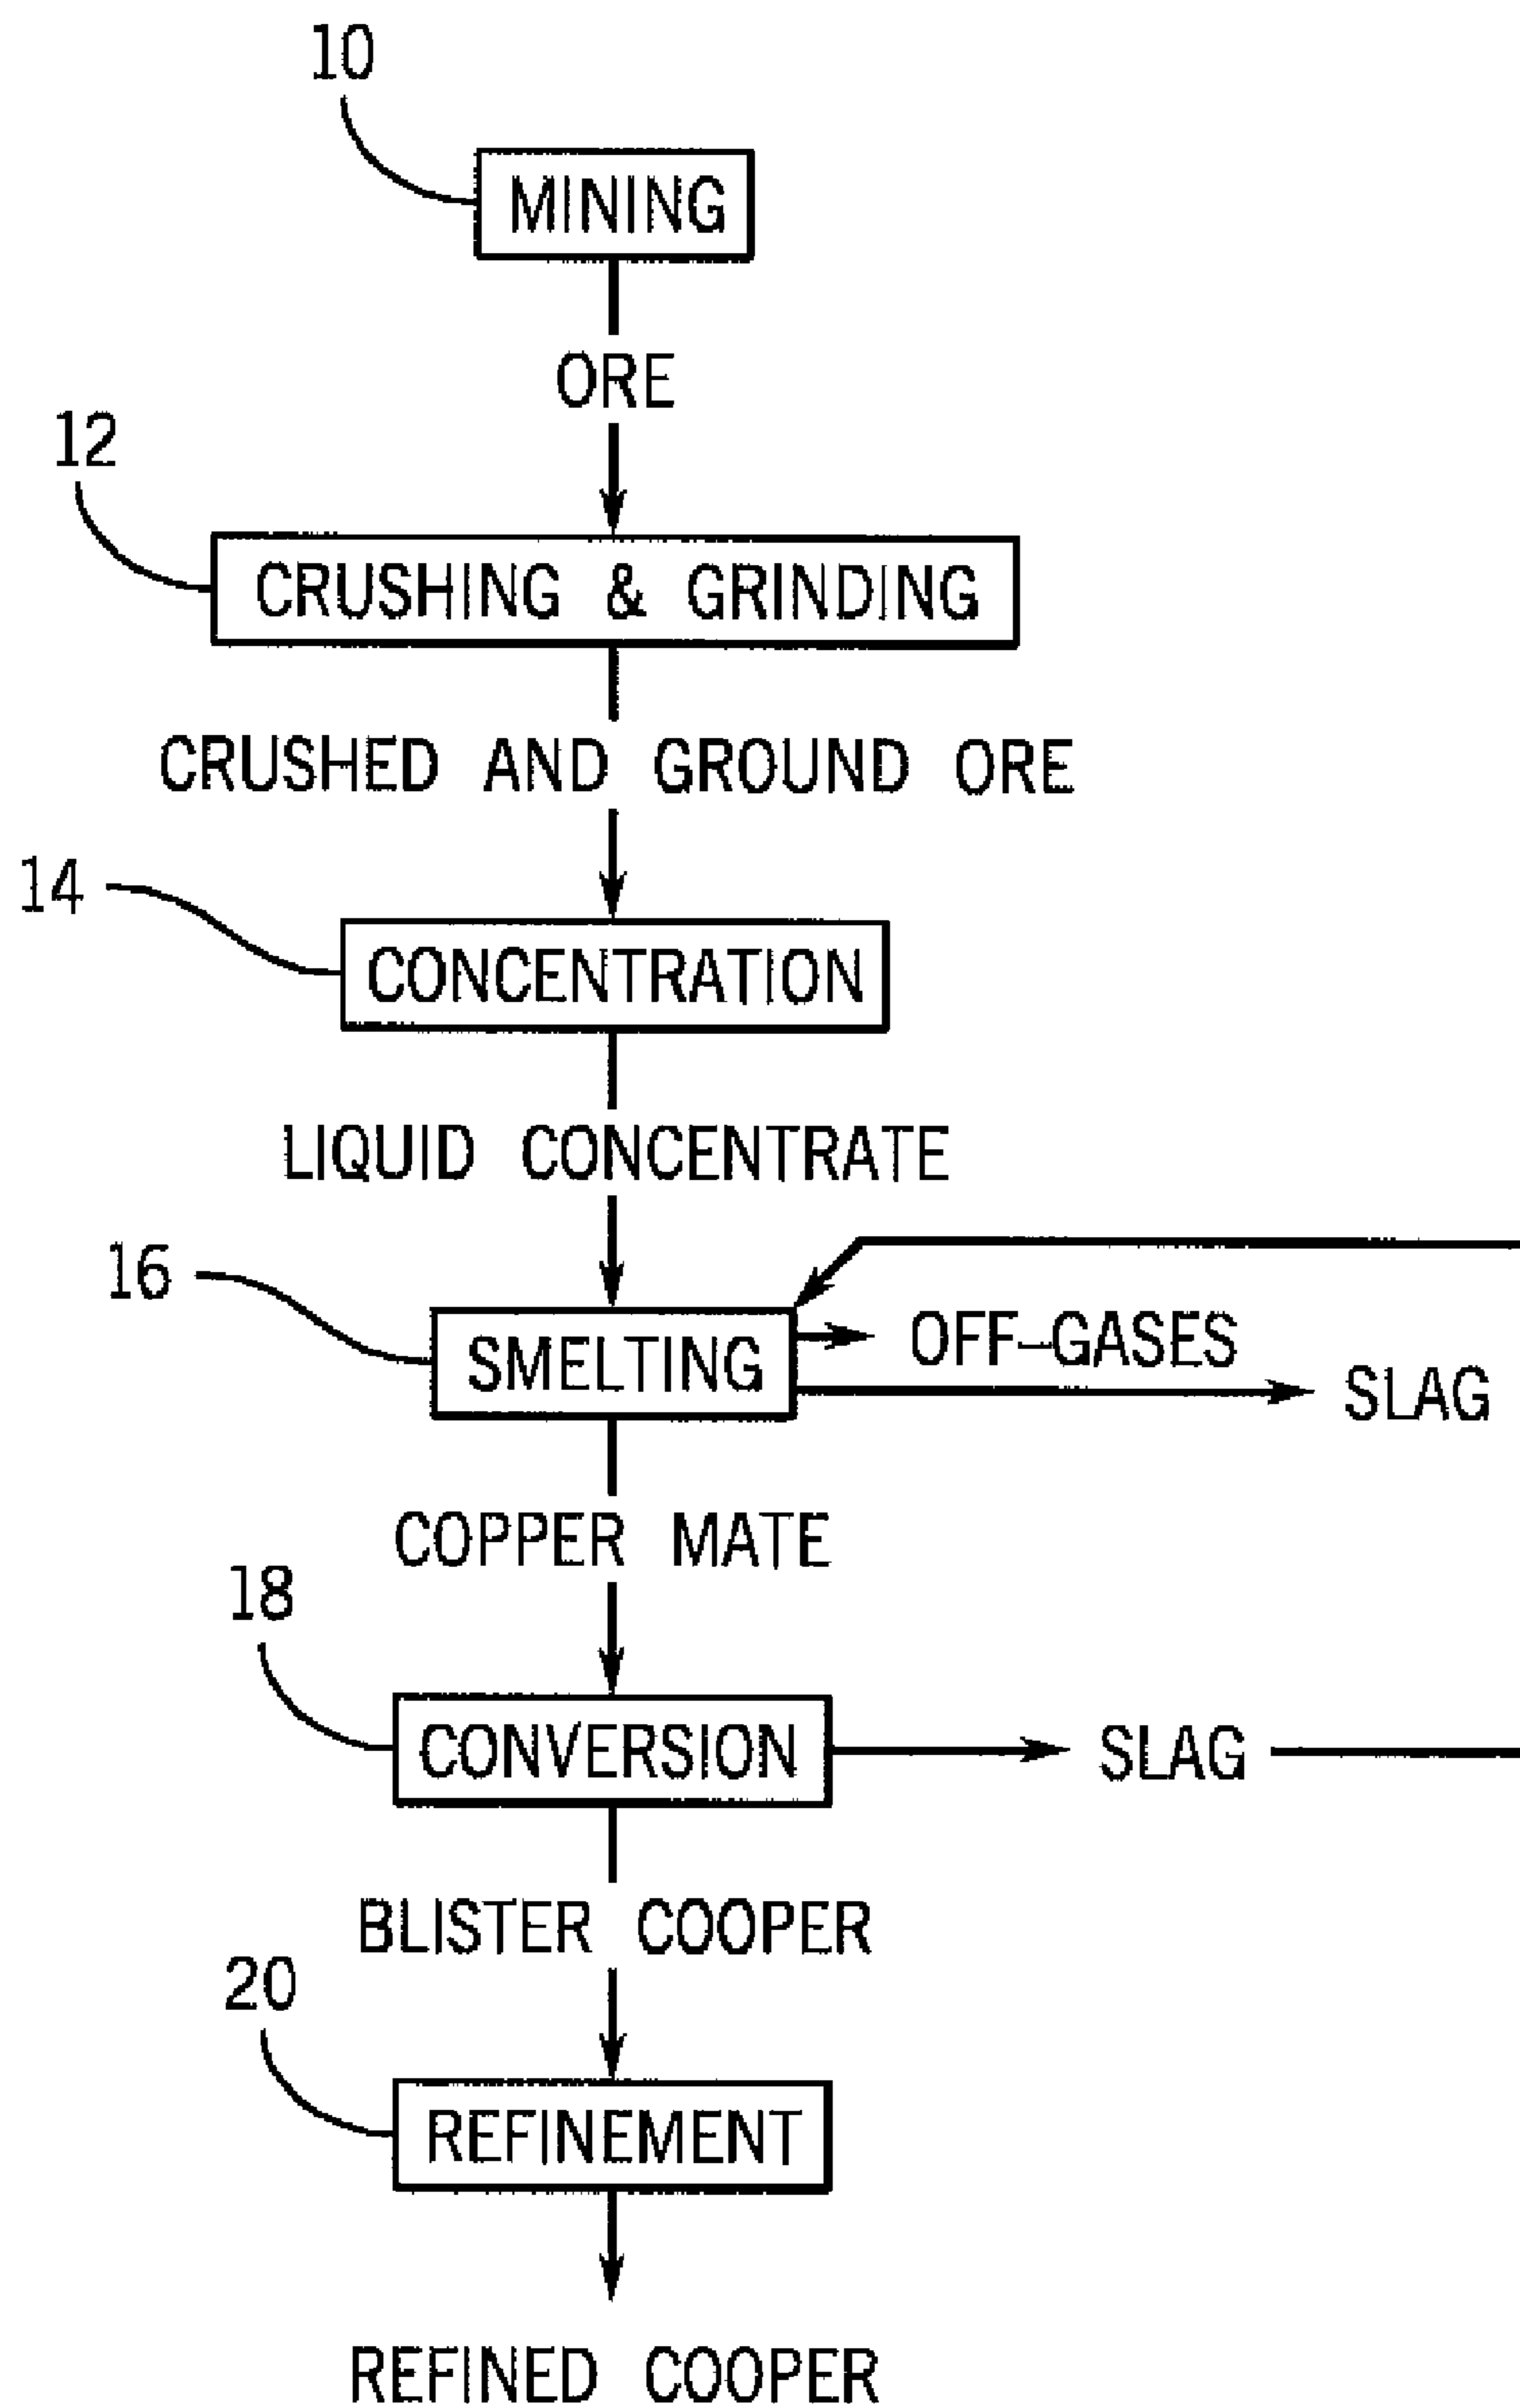 10
MINING
ORE
12
CRUSHING & GRINDING
CRUSHED AND GROUND ORE
14
CONCENTRATION
LIQUID CONCENTRATE
16
SMELTING
OFF-GASES
SLAG
COPPER MATE
18
CONVERSION
SLAG
BLISTER COOPER
20
REFINEMENT
REFINED COOPER